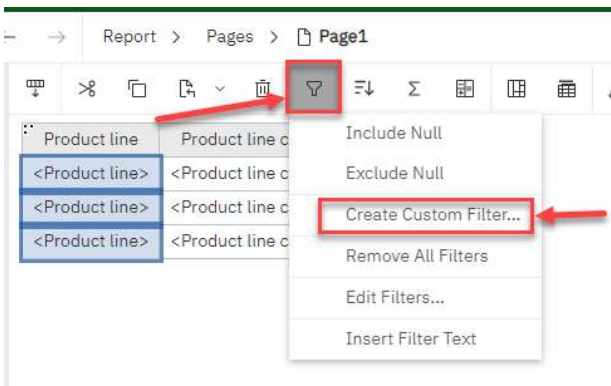 Report > Pages > Page1
Product line Product line c
<Product line> <Product line c
<Product line> <Product line c
<Product line> <Product line c
Include Null
Exclude Null
Create Custom Filter...
Remove All Filters
Edit Filters...
Insert Filter Text